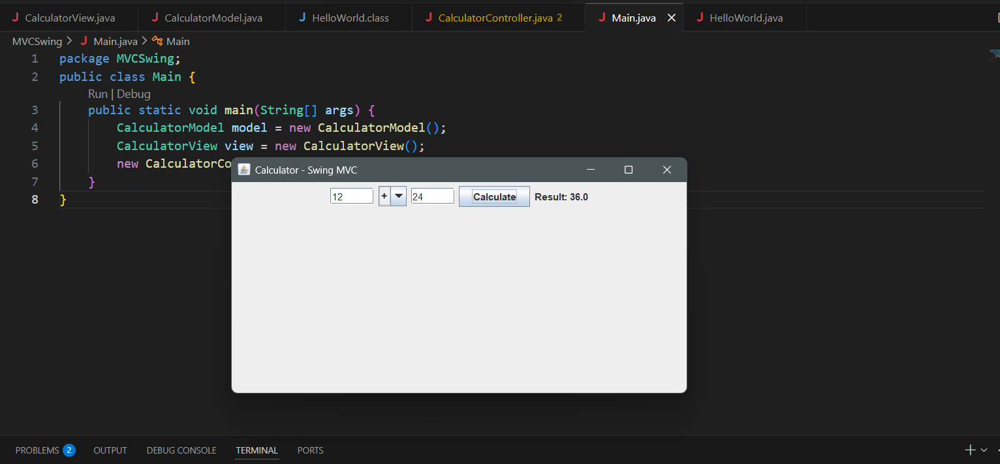 CalculatorView.java CalculatorModel.java HelloWorld.class CalculatorController.java 2 Main.java HelloWorld.java
MVCSwing > Main.java > Main
1 package MVCSwing;
2 public class Main {
Run | Debug
3 public static void main(String[] args) {
4 CalculatorModel model = new CalculatorModel();
5 CalculatorView view = new CalculatorView();
6 new CalculatorCo
7 }
8 }
Calculator - Swing MVC
12 + 24 Calculate Result: 36.0
PROBLEMS 2 OUTPUT DEBUG CONSOLE TERMINAL PORTS